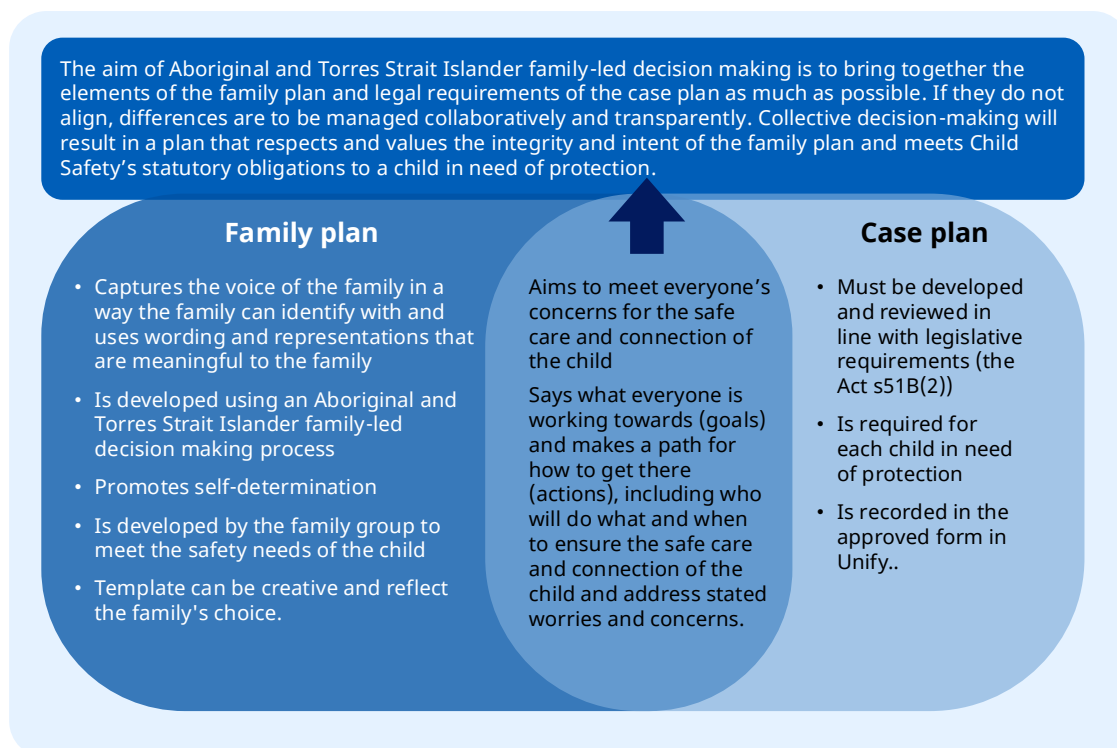 The aim of Aboriginal and Torres Strait Islander family-led decision making is to bring together the
elements of the family plan and legal requirements of the case plan as much as possible. If they do not
align, differences are to be managed collaboratively and transparently. Collective decision-making will
result in a plan that respects and values the integrity and intent of the family plan and meets Child
Safety’s statutory obligations to a child in need of protection.
Family plan
• Captures the voice of the family in a
way the family can identify with and
uses wording and representations that
are meaningful to the family
• Is developed using an Aboriginal and
Torres Strait Islander family-led
decision making process
• Promotes self-determination
• Is developed by the family group to
meet the safety needs of the child
• Template can be creative and reflect
the family's choice.
Aims to meet everyone’s
concerns for the safe
care and connection of
the child
Says what everyone is
working towards (goals)
and makes a path for
how to get there
(actions), including who
will do what and when
to ensure the safe care
and connection of the
child and address stated
worries and concerns.
Case plan
• Must be developed
and reviewed in
line with legislative
requirements (the
Act s51B(2))
• Is required for
each child in need
of protection
• Is recorded in the
approved form in
Unify..